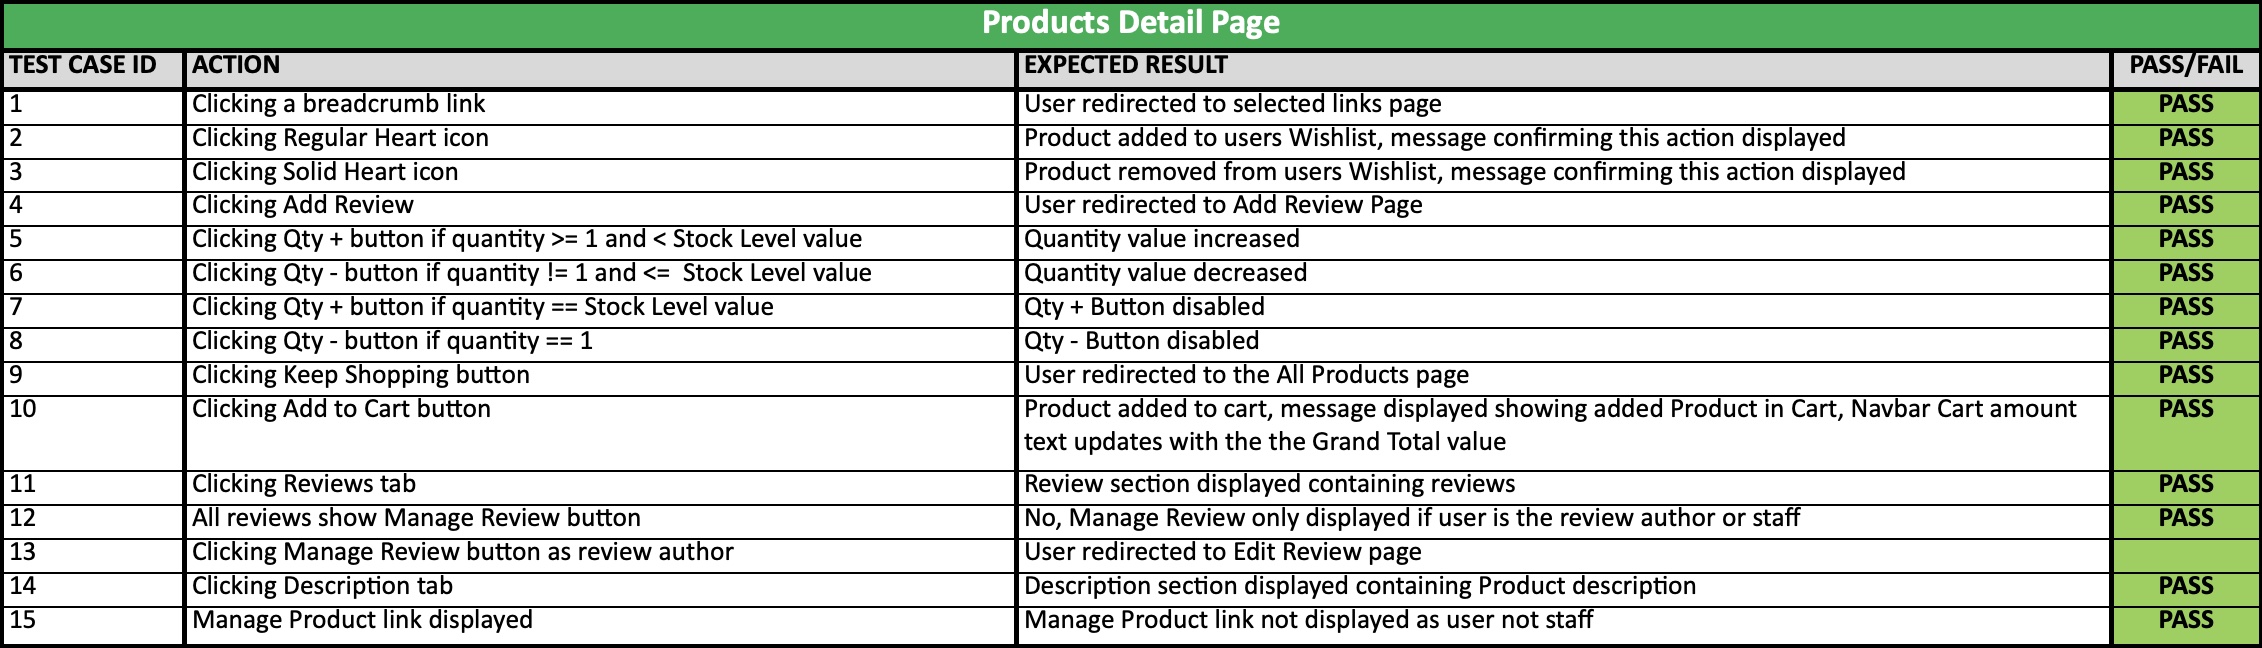 Products Detail Page
TEST CASE ID ACTION EXPECTED RESULT PASS/FAIL
1 Clicking a breadcrumb link User redirected to selected links page PASS
2 Clicking Regular Heart icon Product added to users Wishlist, message confirming this action displayed PASS
3 Clicking Solid Heart icon Product removed from users Wishlist, message confirming this action displayed PASS
4 Clicking Add Review User redirected to Add Review Page PASS
5 Clicking Qty + button if quantity >= 1 and < Stock Level value Quantity value increased PASS
6 Clicking Qty - button if quantity != 1 and <=  Stock Level value Quantity value decreased PASS
7 Clicking Qty + button if quantity == Stock Level value Qty + Button disabled PASS
8 Clicking Qty - button if quantity == 1 Qty - Button disabled PASS
9 Clicking Keep Shopping button User redirected to the All Products page PASS
10 Clicking Add to Cart button Product added to cart, message displayed showing added Product in Cart, Navbar Cart amount PASS
text updates with the the Grand Total value
11 Clicking Reviews tab Review section displayed containing reviews PASS
12 All reviews show Manage Review button No, Manage Review only displayed if user is the review author or staff PASS
13 Clicking Manage Review button as review author User redirected to Edit Review page
14 Clicking Description tab Description section displayed containing Product description PASS
15 Manage Product link displayed Manage Product link not displayed as user not staff PASS